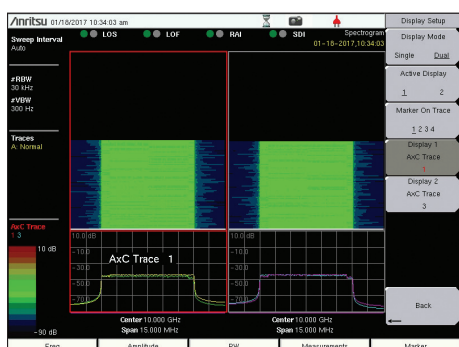 Anritsu 01/18/2017 10:34:03 am
Display Setup
Sweep Interval
Auto
LOS
LOF
RAI
SDI
Spectrogram
01-18-2017,10:34:03
Display Mode
Single Dual
#RBW
30 kHz
#VBW
300 Hz
Active Display
1 2
Marker On Trace
1 2 3 4
Traces
A: Normal
Display 1
AxC Trace
1
Display 2
AxC Trace
3
AxC Trace
1 3
10 dB
-90 dB
10.0 dB
-10.0
-30.0
-50.0
-70.0
AxC Trace 1
10.0 dB
-10.0
-30.0
-50.0
-70.0
Center 10.000 GHz
Span 15.000 MHz
Center 10.000 GHz
Span 15.000 MHz
Back
Freq
Amplitude
BW
Measurements
Marker